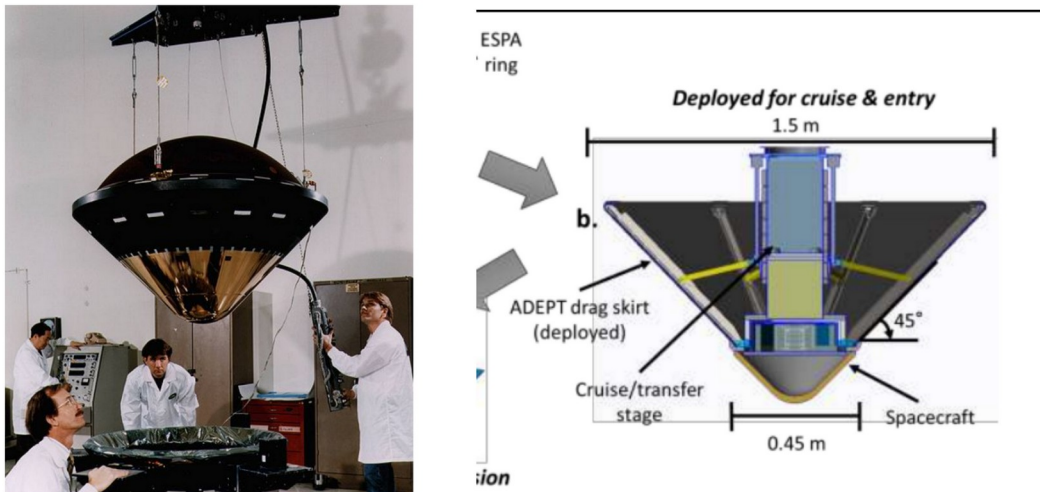 ESPA
ring
Deployed for cruise & entry
1.5 m
b.
ADEPT drag skirt
(deployed)
45°
Cruise/transfer
stage
Spacecraft
0.45 m
sion